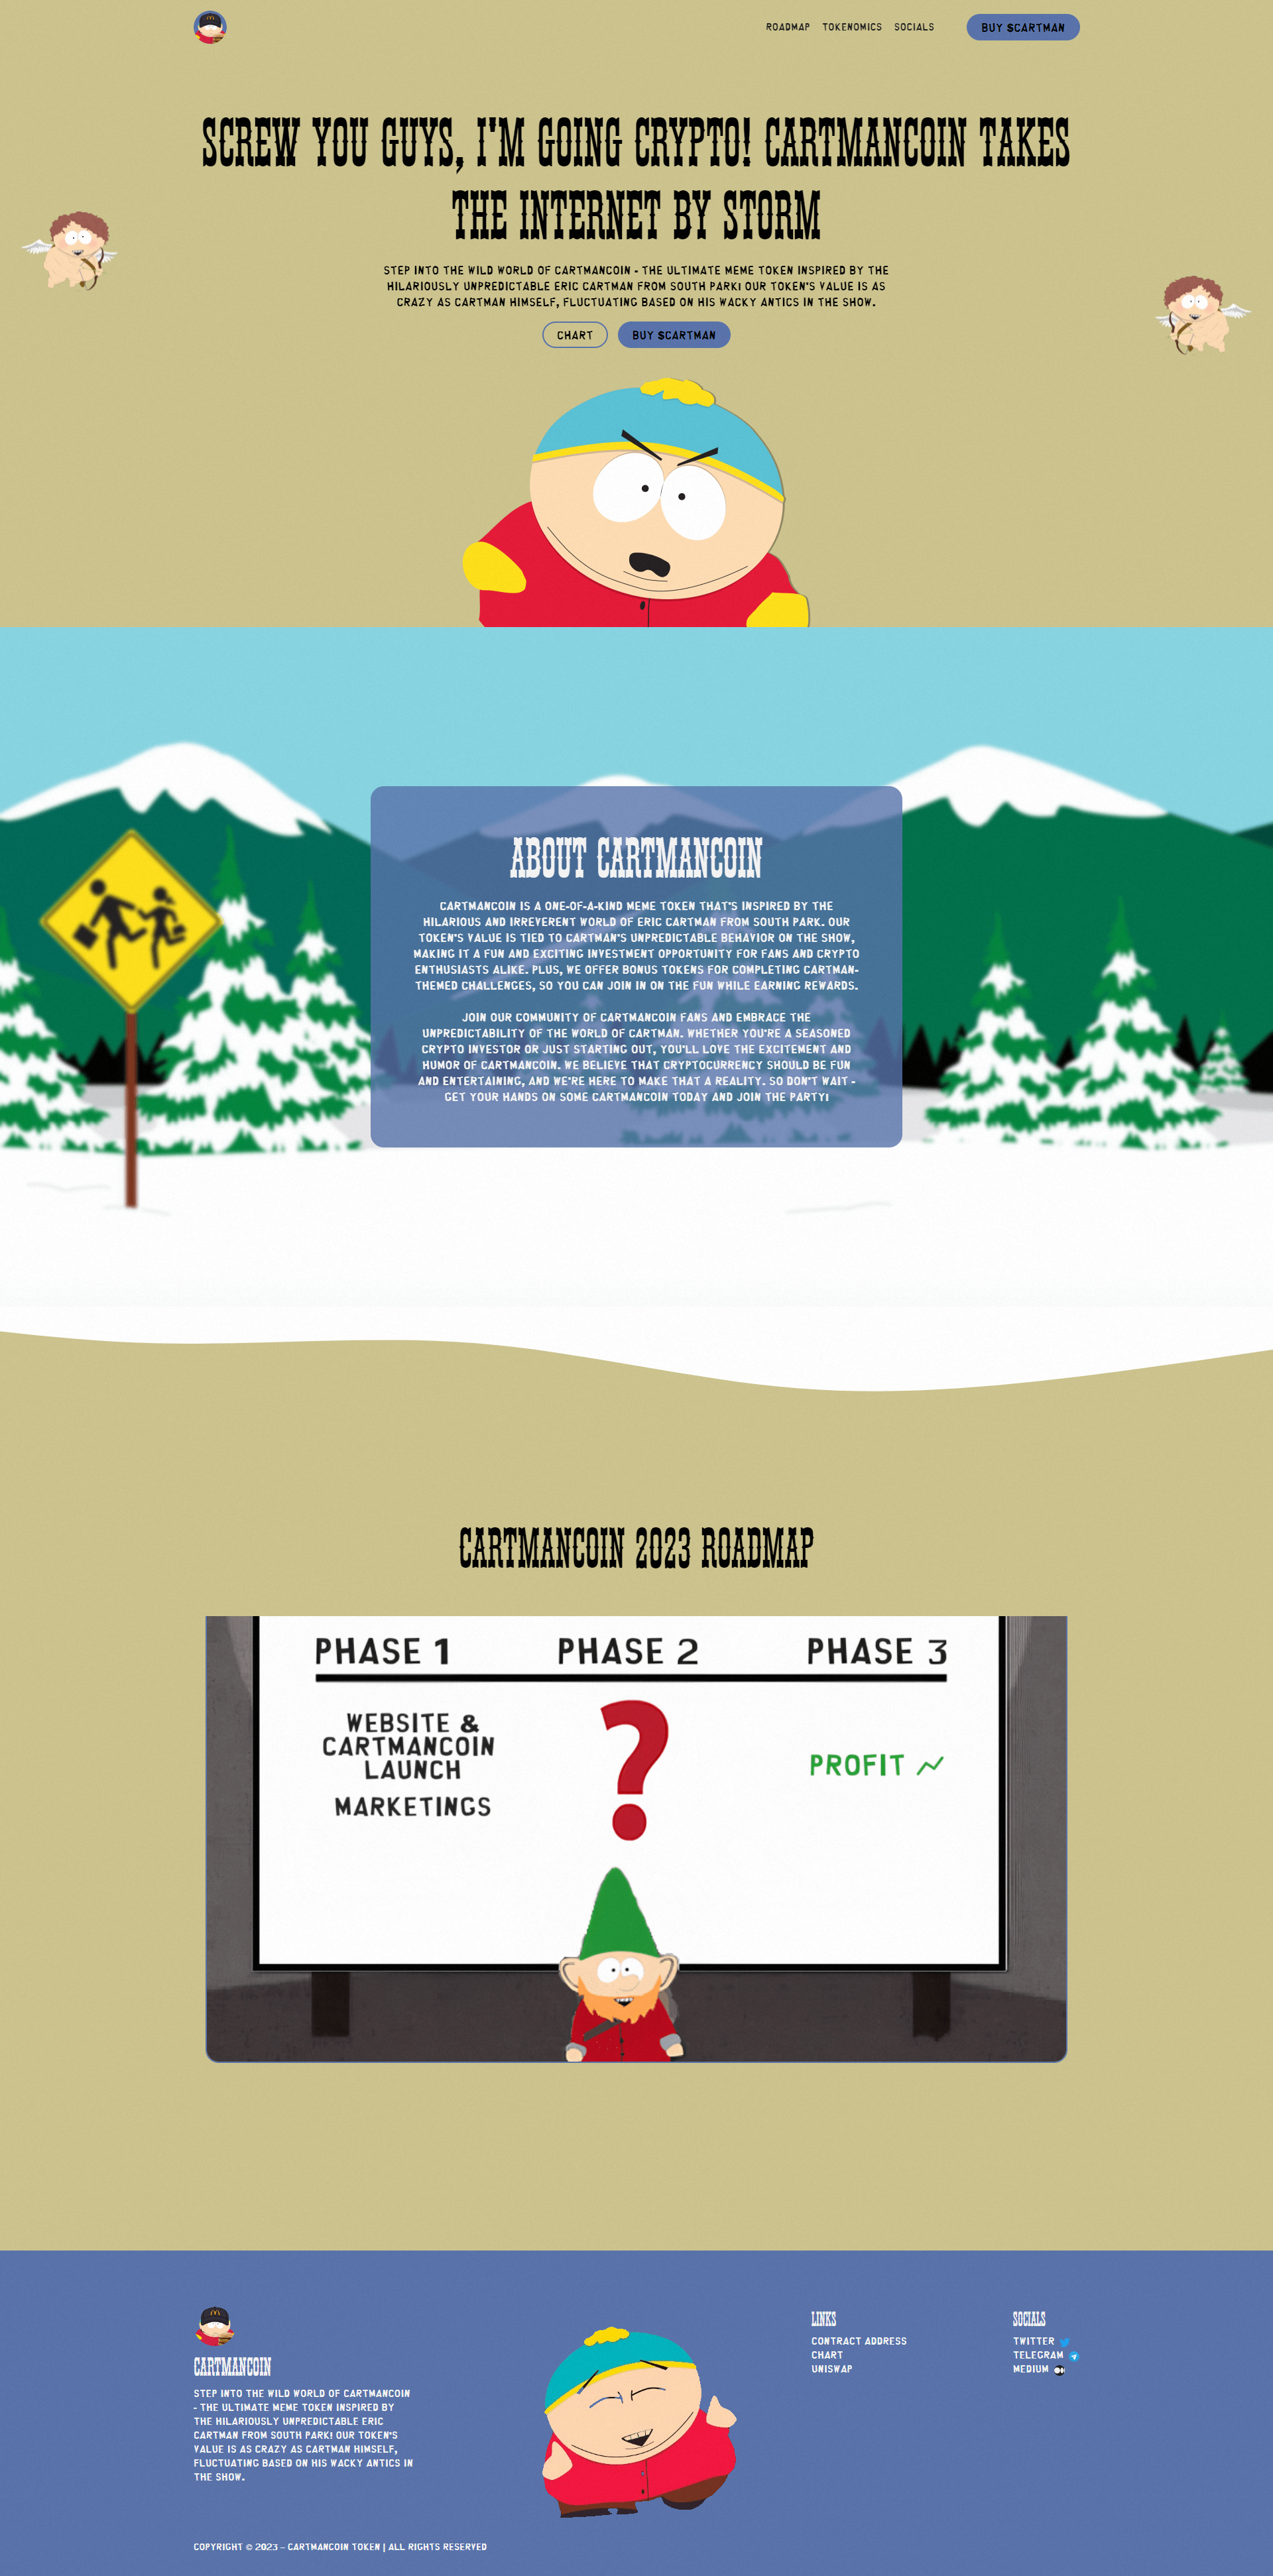 ROADMAP TOKENOMICS SOCIALS BUY $CARTMAN
SCREW YOU GUYS, I'M GOING CRYPTO! CARTMANCOIN TAKES
THE INTERNET BY STORM
STEP INTO THE WILD WORLD OF CARTMANCOIN - THE ULTIMATE MEME TOKEN INSPIRED BY THE
HILARIOUSLY UNPREDICTABLE ERIC CARTMAN FROM SOUTH PARK! OUR TOKEN'S VALUE IS AS
CRAZY AS CARTMAN HIMSELF, FLUCTUATING BASED ON HIS WACKY ANTICS IN THE SHOW.
CHART BUY $CARTMAN
ABOUT CARTMANCOIN
CARTMANCOIN IS A ONE-OF-A-KIND MEME TOKEN THAT'S INSPIRED BY THE
HILARIOUS AND IRREVERENT WORLD OF ERIC CARTMAN FROM SOUTH PARK. OUR
TOKEN'S VALUE IS TIED TO CARTMAN'S UNPREDICTABLE BEHAVIOR ON THE SHOW,
MAKING IT A FUN AND EXCITING INVESTMENT OPPORTUNITY FOR FANS AND CRYPTO
ENTHUSIASTS ALIKE. PLUS, WE OFFER BONUS TOKENS FOR COMPLETING CARTMAN-
THEMED CHALLENGES, SO YOU CAN JOIN IN ON THE FUN WHILE EARNING REWARDS.
JOIN OUR COMMUNITY OF CARTMANCOIN FANS AND EMBRACE THE
UNPREDICTABILITY OF THE WORLD OF CARTMAN. WHETHER YOU'RE A SEASONED
CRYPTO INVESTOR OR JUST STARTING OUT, YOU'LL LOVE THE EXCITEMENT AND
HUMOR OF CARTMANCOIN. WE BELIEVE THAT CRYPTOCURRENCY SHOULD BE FUN
AND ENTERTAINING, AND WE'RE HERE TO MAKE THAT A REALITY. SO DON'T WAIT -
GET YOUR HANDS ON SOME CARTMANCOIN TODAY AND JOIN THE PARTY!
CARTMANCOIN 2023 ROADMAP
PHASE 1 PHASE 2 PHASE 3
WEBSITE &
CARTMANCOIN
LAUNCH
MARKETINGS
?
PROFIT
CARTMANCOIN
STEP INTO THE WILD WORLD OF CARTMANCOIN
- THE ULTIMATE MEME TOKEN INSPIRED BY
THE HILARIOUSLY UNPREDICTABLE ERIC
CARTMAN FROM SOUTH PARK! OUR TOKEN'S
VALUE IS AS CRAZY AS CARTMAN HIMSELF,
FLUCTUATING BASED ON HIS WACKY ANTICS IN
THE SHOW.
LINKS
CONTRACT ADDRESS
CHART
UNISWAP
SOCIALS
TWITTER
TELEGRAM
MEDIUM
COPYRIGHT © 2023 – CARTMANCOIN TOKEN | ALL RIGHTS RESERVED